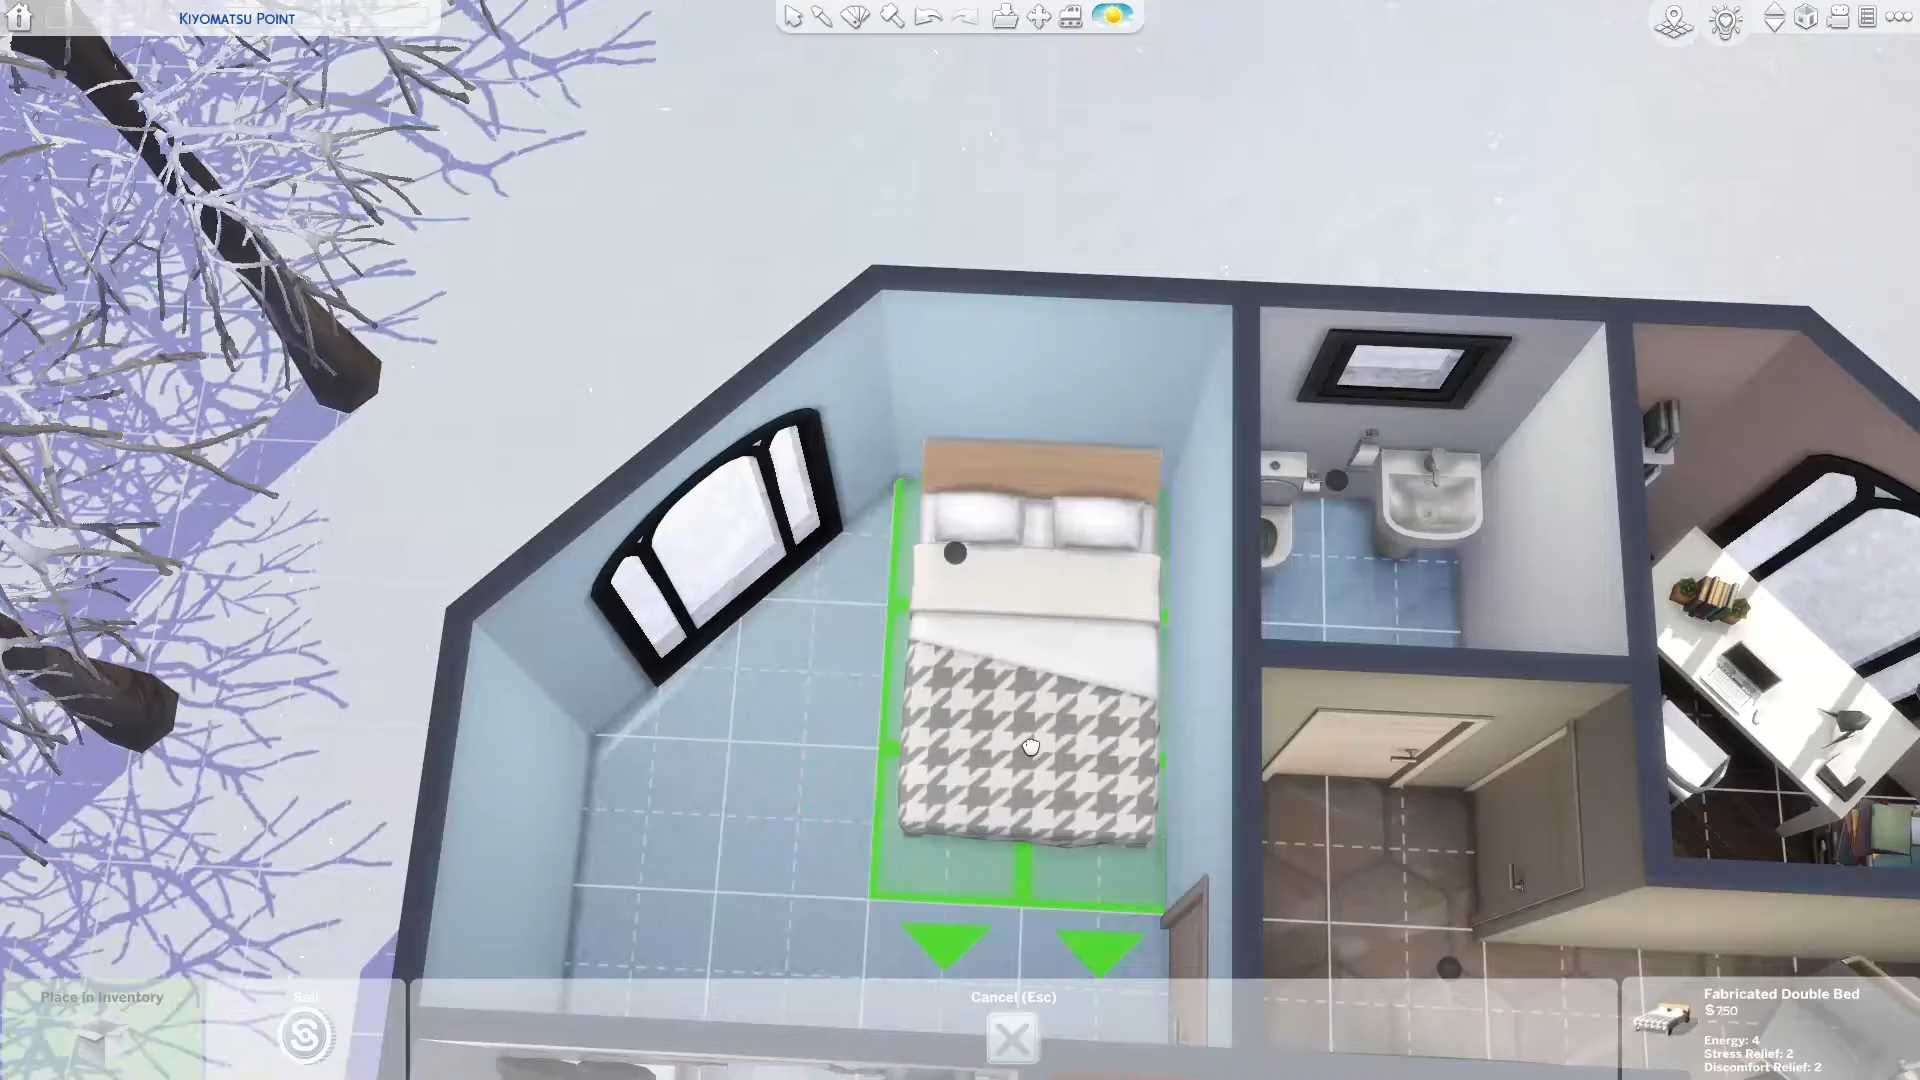 KIYOMATSU POINT
Place in Inventory
Sell
Cancel (Esc)
Fabricated Double Bed
§750
Energy: 4
Stress Relief: 2
Discomfort Relief: 2